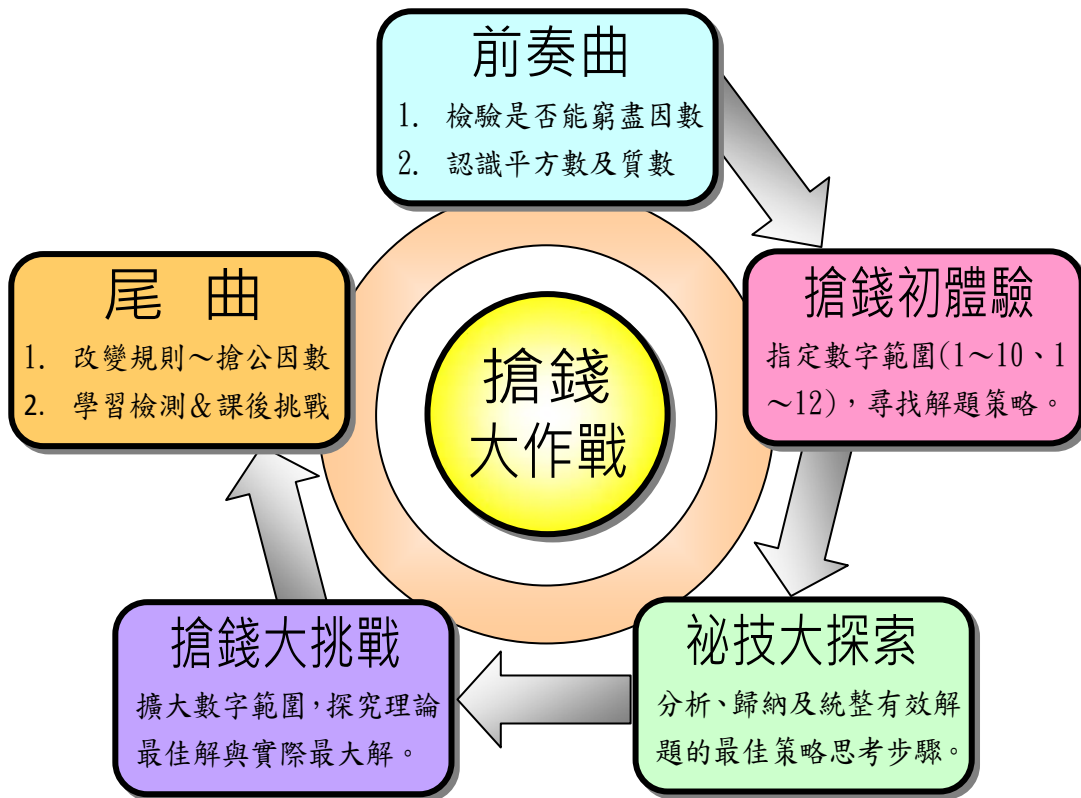 前奏曲
1. 檢驗是否能窮盡因數
2. 認識平方數及質數
搶錢初體驗
指定數字範圍(1～10、1
～12)，尋找解題策略。
祕技大探索
分析、歸納及統整有效解
題的最佳策略思考步驟。
搶錢大挑戰
擴大數字範圍，探究理論
最佳解與實際最大解。
尾 曲
1. 改變規則～搶公因數
2. 學習檢測&課後挑戰
搶錢
大作戰